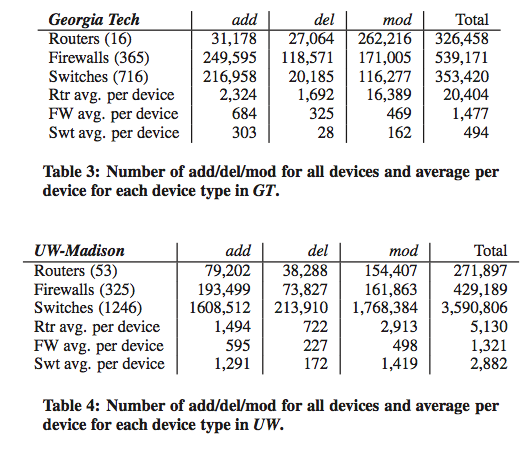 Georgia Tech add del mod Total
Routers (16) 31,178 27,064 262,216 326,458
Firewalls (365) 249,595 118,571 171,005 539,171
Switches (716) 216,958 20,185 116,277 353,420
Rtr avg. per device 2,324 1,692 16,389 20,404
FW avg. per device 684 325 469 1,477
Swt avg. per device 303 28 162 494
Table 3: Number of add/del/mod for all devices and average per
device for each device type in GT.
UW-Madison add del mod Total
Routers (53) 79,202 38,288 154,407 271,897
Firewalls (325) 193,499 73,827 161,863 429,189
Switches (1246) 1608,512 213,910 1,768,384 3,590,806
Rtr avg. per device 1,494 722 2,913 5,130
FW avg. per device 595 227 498 1,321
Swt avg. per device 1,291 172 1,419 2,882
Table 4: Number of add/del/mod for all devices and average per
device for each device type in UW.